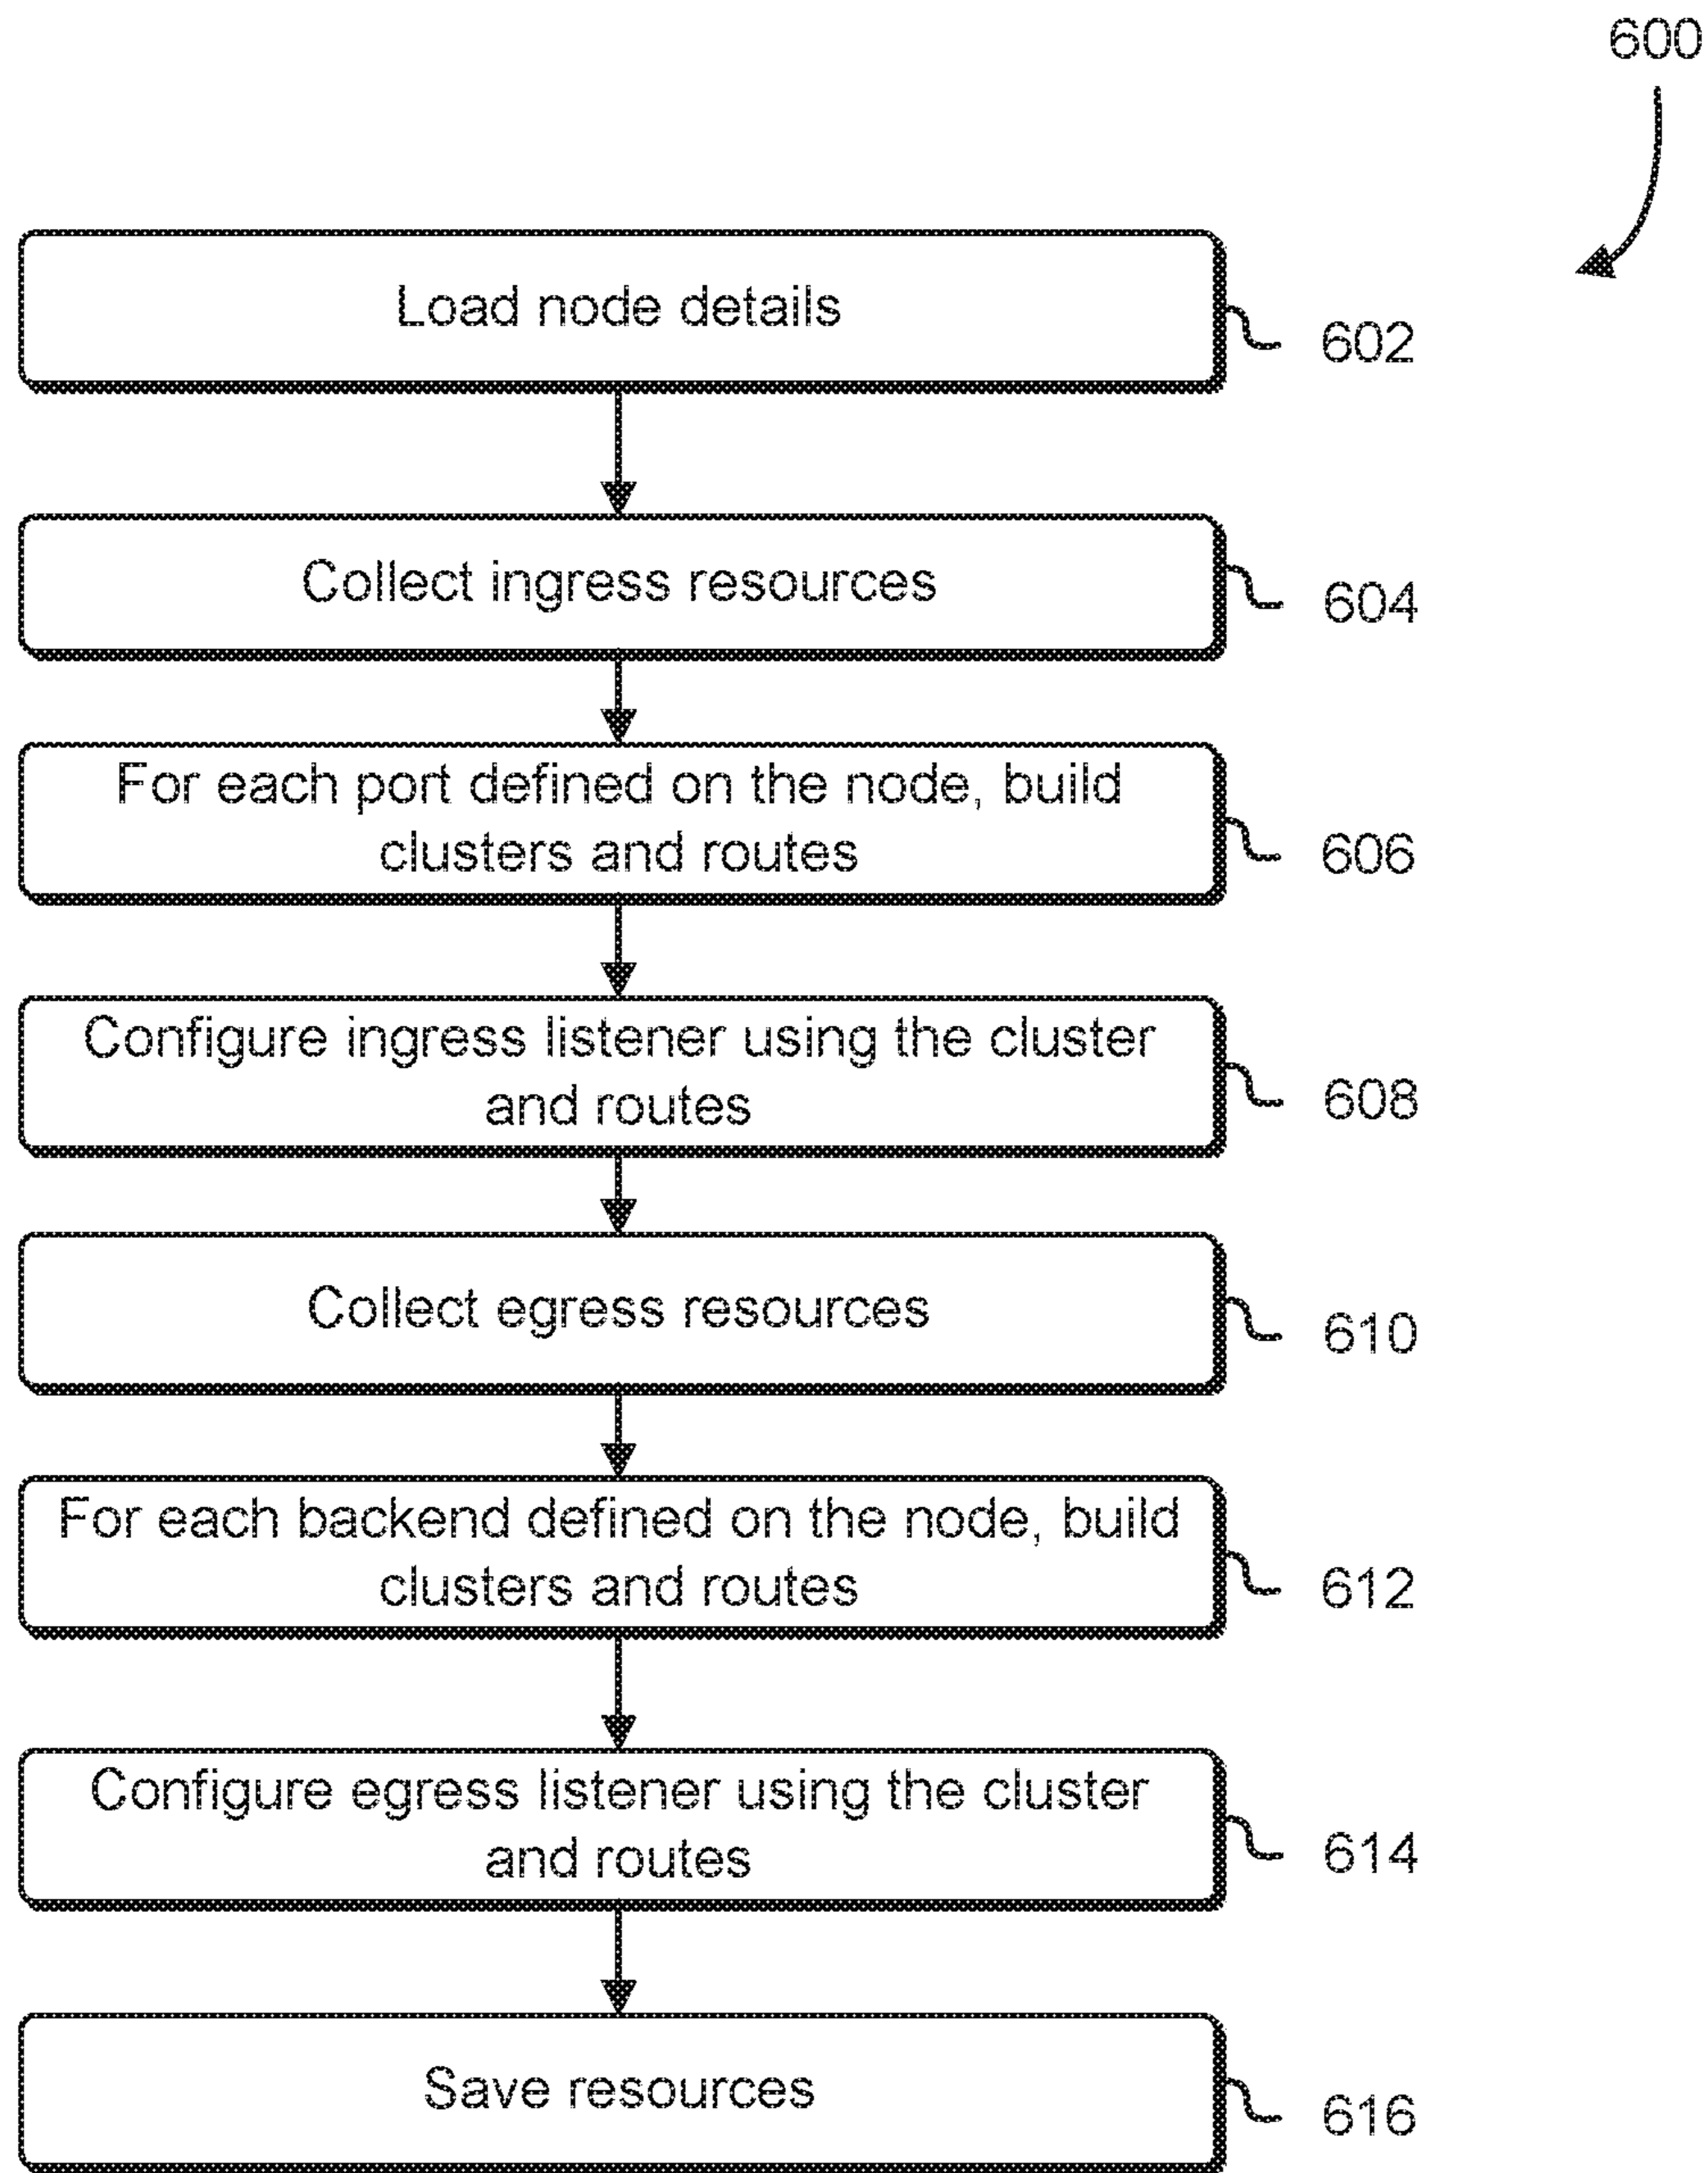 600
Load node details
602
Collect ingress resources
604
For each port defined on the node, build
clusters and routes
606
Configure ingress listener using the cluster
and routes
608
Collect egress resources
610
For each backend defined on the node, build
clusters and routes
612
Configure egress listener using the cluster
and routes
614
Save resources
616